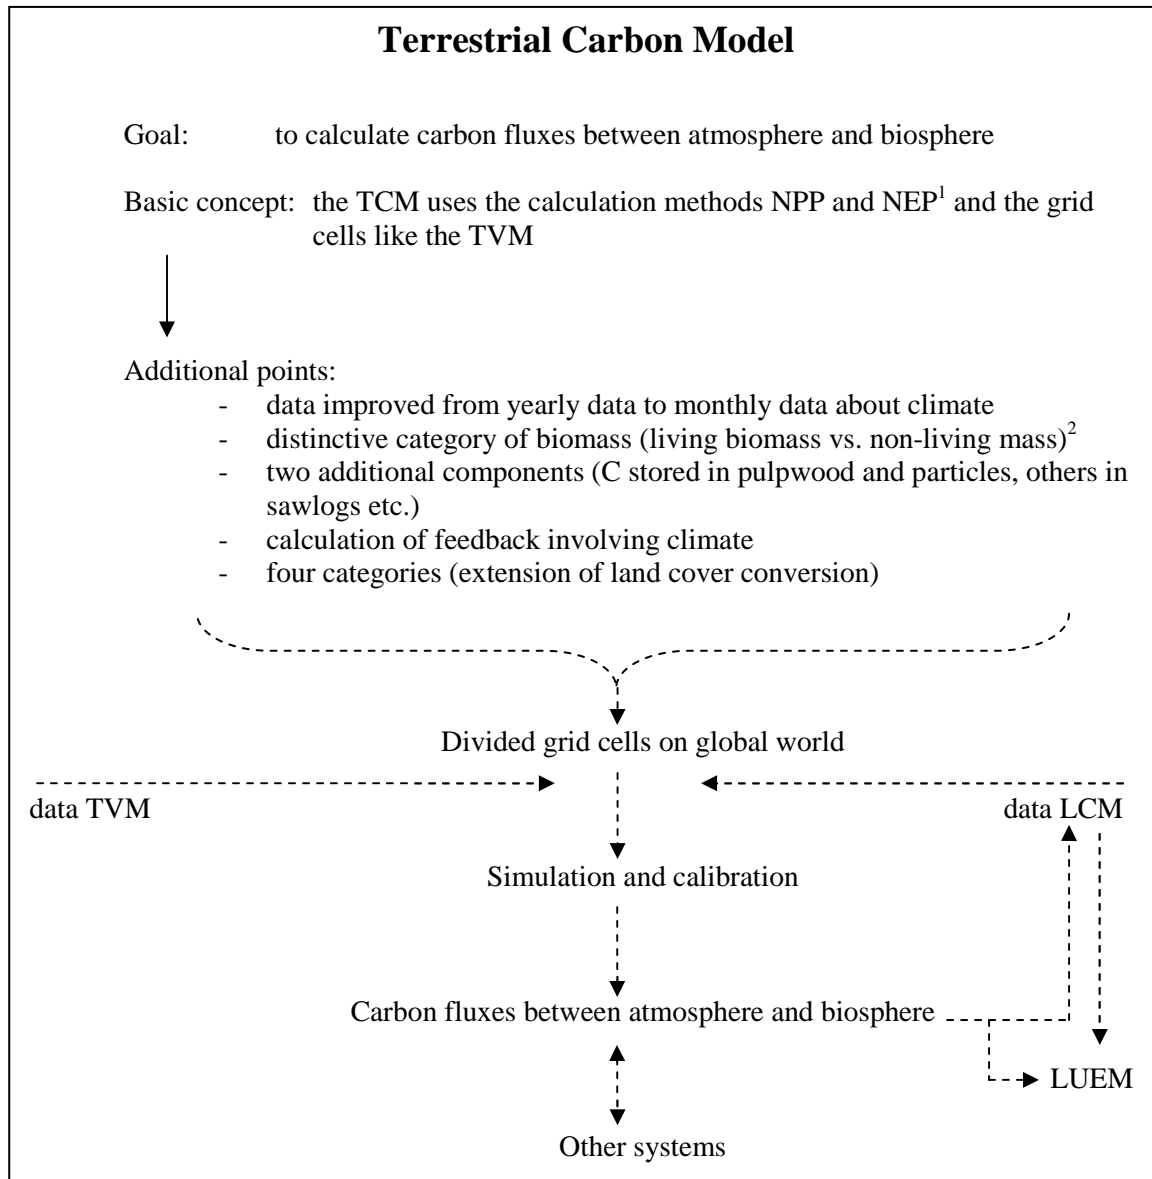 Terrestrial Carbon Model
Goal: to calculate carbon fluxes between atmosphere and biosphere
Basic concept: the TCM uses the calculation methods NPP and NEP¹ and the grid
cells like the TVM
Additional points:
- data improved from yearly data to monthly data about climate
- distinctive category of biomass (living biomass vs. non-living mass)²
- two additional components (C stored in pulpwood and particles, others in
sawlogs etc.)
- calculation of feedback involving climate
- four categories (extension of land cover conversion)
Divided grid cells on global world
data TVM
data LCM
Simulation and calibration
Carbon fluxes between atmosphere and biosphere
LUEM
Other systems